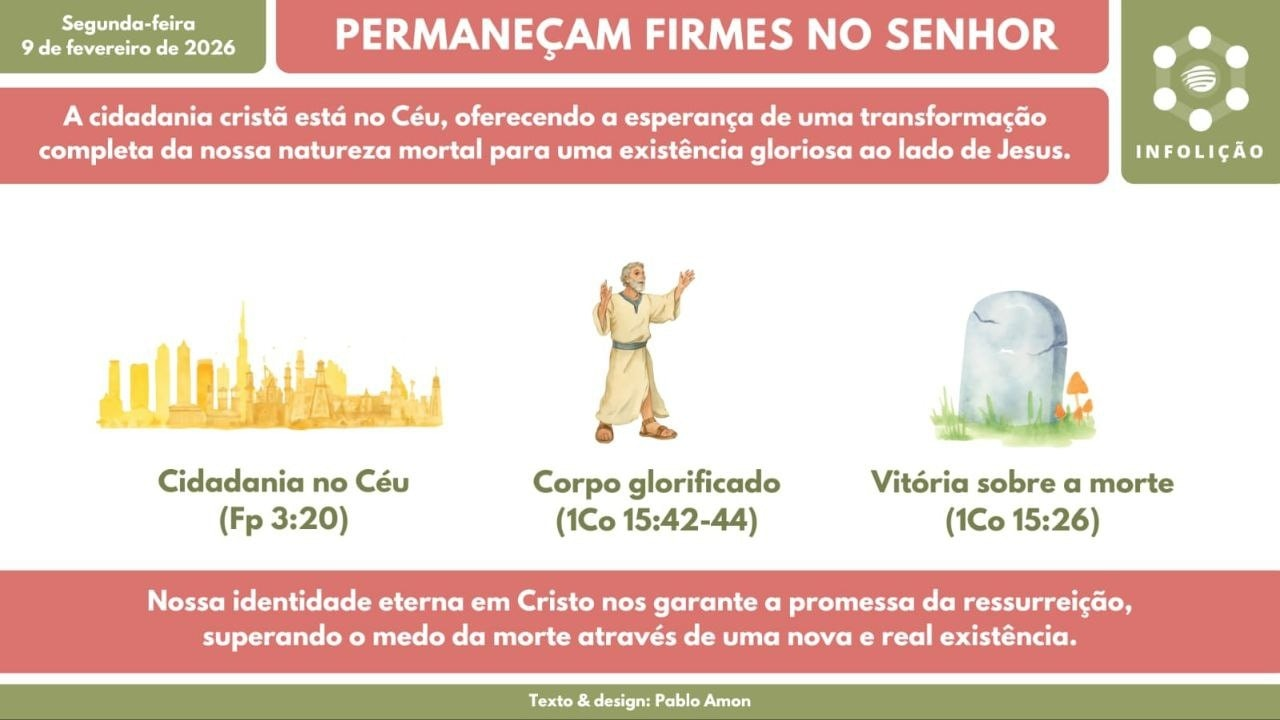 Segunda-feira
9 de fevereiro de 2026
PERMANEÇAM FIRMES NO SENHOR
INFOLIÇÃO
A cidadania cristã está no Céu, oferecendo a esperança de uma transformação
completa da nossa natureza mortal para uma existência gloriosa ao lado de Jesus.
Cidadania no Céu
(Fp 3:20)
Corpo glorificado
(1Co 15:42-44)
Vitória sobre a morte
(1Co 15:26)
Nossa identidade eterna em Cristo nos garante a promessa da ressurreição,
superando o medo da morte através de uma nova e real existência.
Texto & design: Pablo Amon